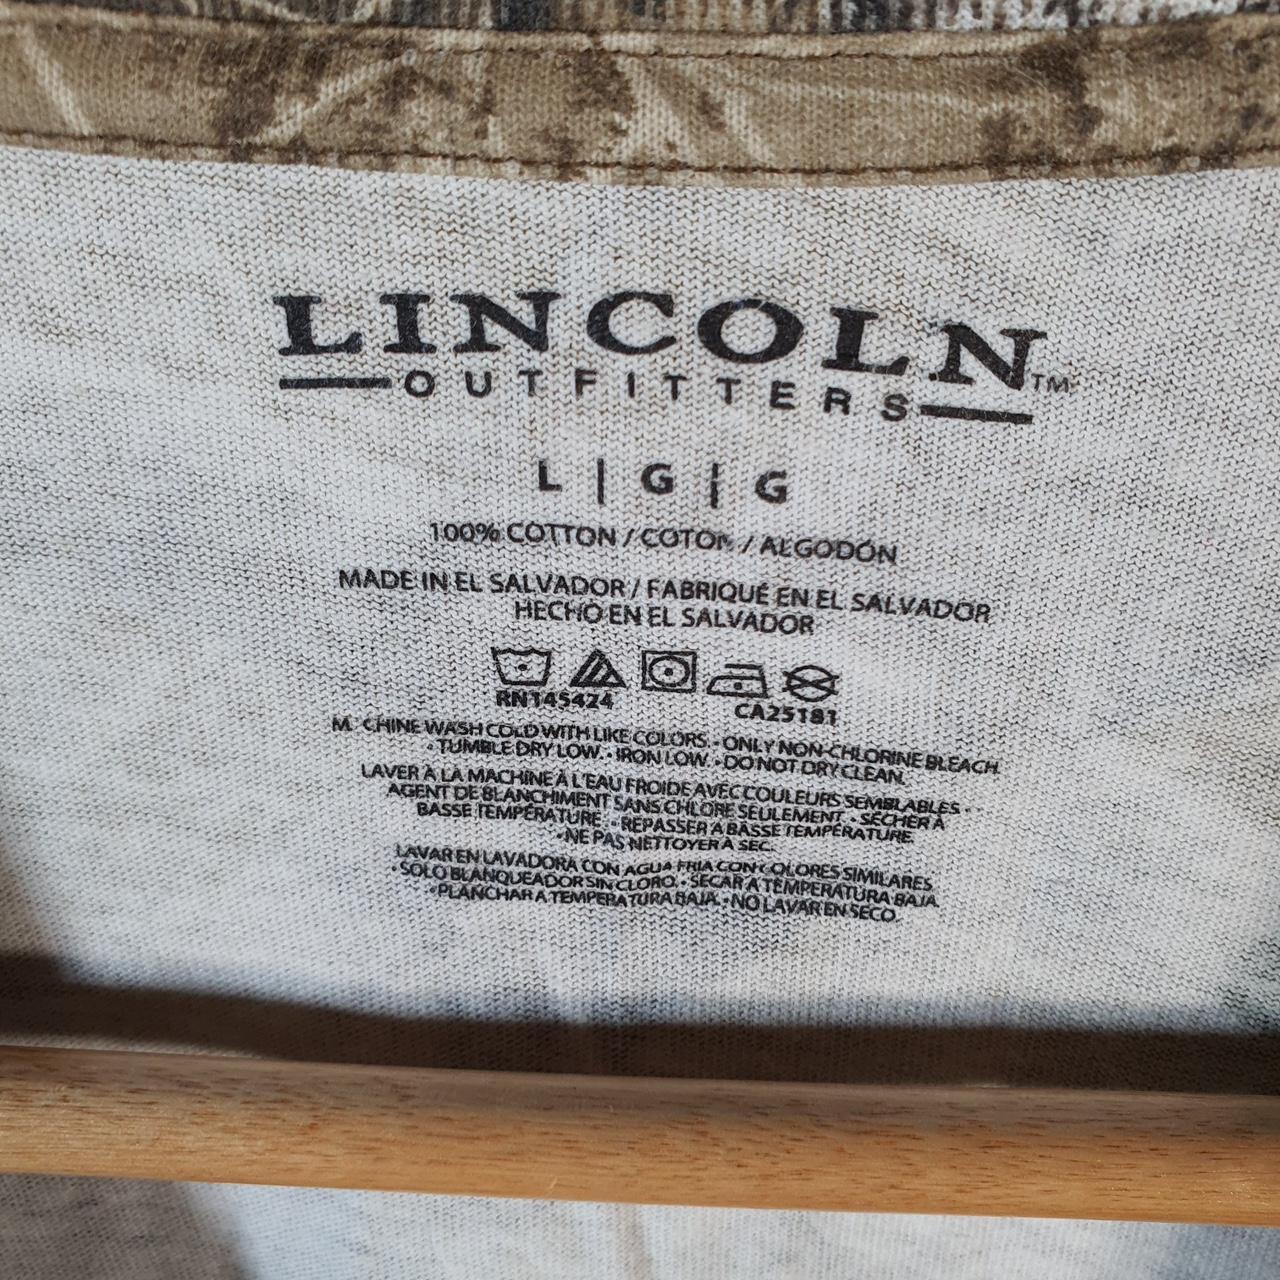 LINCOLN™
OUTFITTERS
L | G | G
100% COTTON / COTON / ALGODÓN
MADE IN EL SALVADOR / FABRIQUÉ EN EL SALVADOR
HECHO EN EL SALVADOR
RN145424 CA25181
M CHINE WASH COLD WITH LIKE COLORS. • ONLY NON-CHLORINE BLEACH
• TUMBLE DRY LOW. • IRON LOW. • DO NOT DRY CLEAN.
LAVER À LA MACHINE À L'EAU FROIDE AVEC COULEURS SEMBLABLES •
AGENT DE BLANCHIMENT SANS CHLORE SEULEMENT. • SÉCHER À
BASSE TEMPÉRATURE. • REPASSER À BASSE TEMPÉRATURE.
• NE PAS NETTOYER À SEC.
LAVAR EN LAVADORA CON AGUA FRIA CON COLORES SIMILARES
• SOLO BLANQUEADOR SIN CLORO. • SECAR A TEMPERATURA BAJA.
• PLANCHAR A TEMPERATURA BAJA. • NO LAVAR EN SECO.